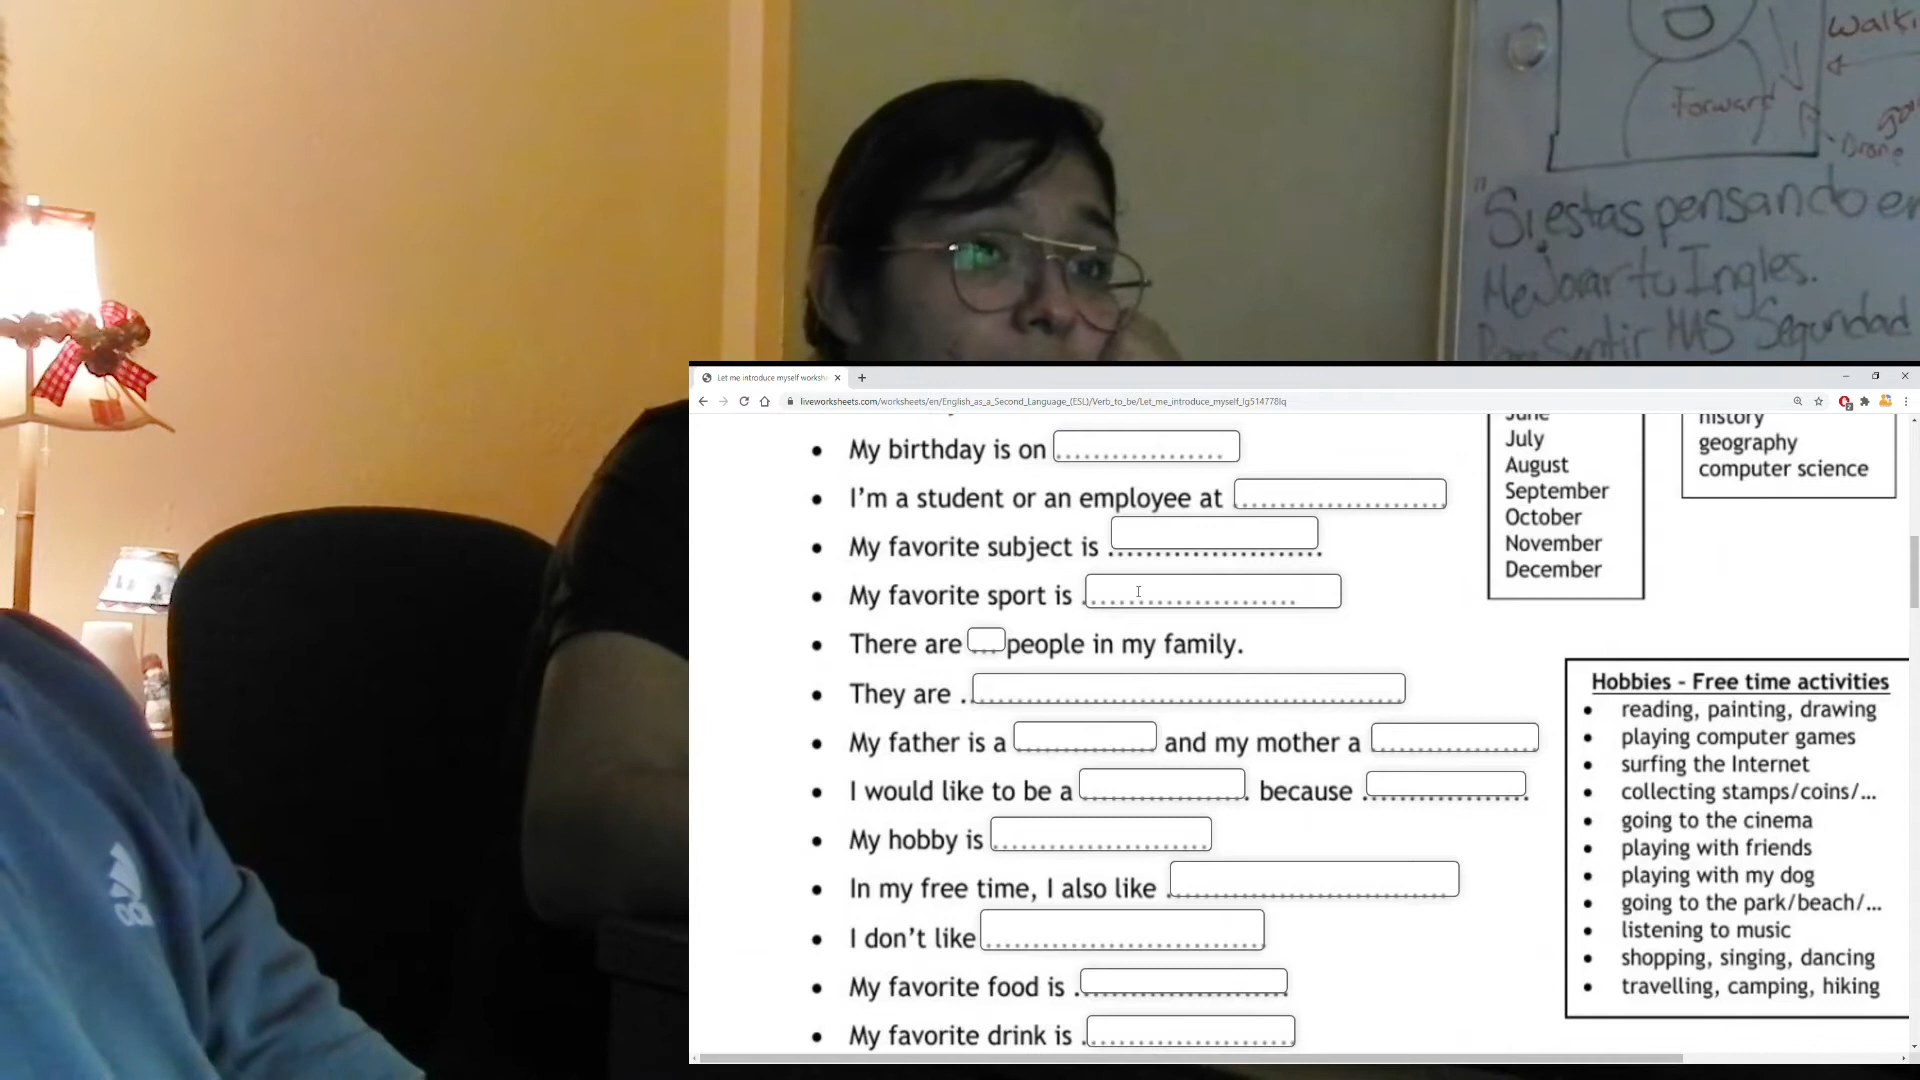 Walk
Forward
Drone
"Si estas pensando en
MeJorar tu Ingles.
Para Sentir MAS Seguridad
Let me introduce myself worksh
liveworksheets.com/worksheets/en/English_as_a_Second_Language_(ESL)/Verb_to_be/Let_me_introduce_myself_lg514778lq
My birthday is on
I'm a student or an employee at
My favorite subject is
My favorite sport is
There are people in my family.
They are
My father is a and my mother a
I would like to be a because
My hobby is
In my free time, I also like
I don't like
My favorite food is
My favorite drink is
June
July
August
September
October
November
December
history
geography
computer science
Hobbies - Free time activities
reading, painting, drawing
playing computer games
surfing the Internet
collecting stamps/coins/...
going to the cinema
playing with friends
playing with my dog
going to the park/beach/...
listening to music
shopping, singing, dancing
travelling, camping, hiking